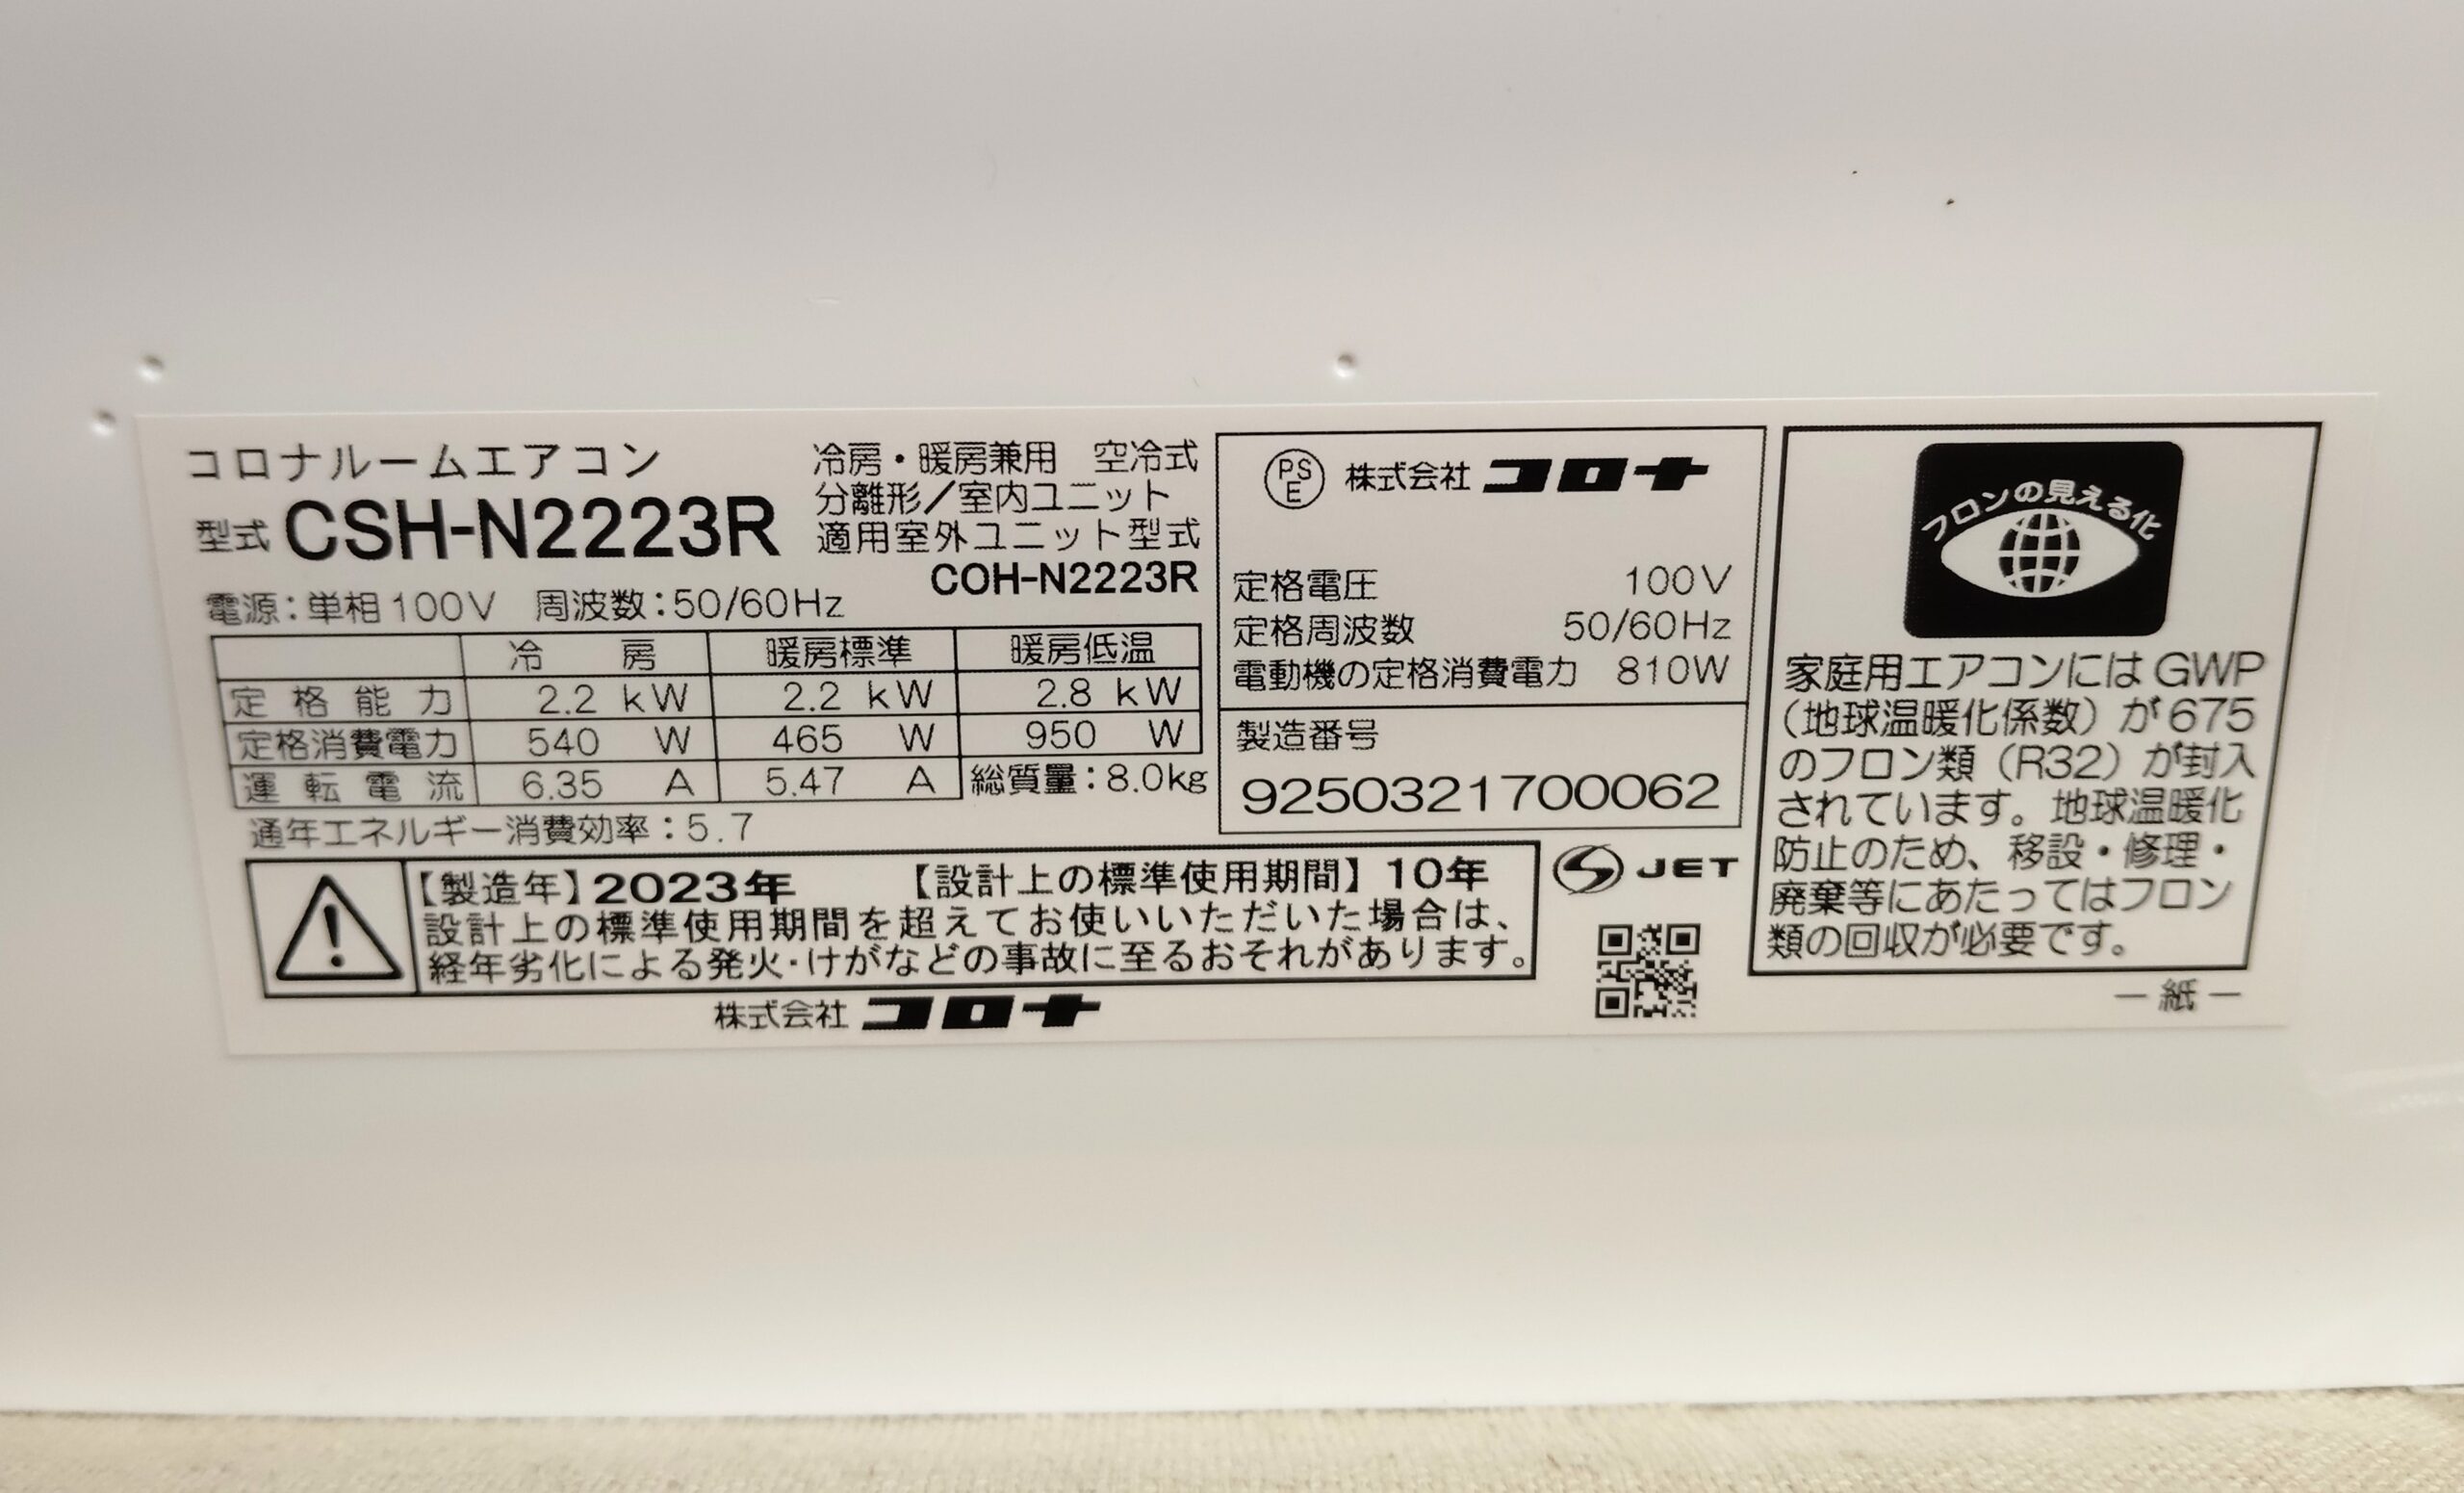 コロナルームエアコン
型式 CSH-N2223R
冷房・暖房兼用 空冷式
分離形／室内ユニット
適用室外ユニット型式
COH-N2223R
電源：単相100V 周波数：50/60Hz
冷房 暖房標準 暖房低温
定格能力 2.2 kW 2.2 kW 2.8 kW
定格消費電力 540 W 465 W 950 W
運転電流 6.35 A 5.47 A 総質量：8.0kg
通年エネルギー消費効率：5.7
【製造年】2023年 【設計上の標準使用期間】10年
設計上の標準使用期間を超えてお使いいただいた場合は、
経年劣化による発火・けがなどの事故に至るおそれがあります。
株式会社 コロナ
PS
E
株式会社 コロナ
定格電圧 100V
定格周波数 50/60Hz
電動機の定格消費電力 810W
製造番号
9250321700062
JET
フロンの見える化
家庭用エアコンにはGWP
（地球温暖化係数）が675
のフロン類（R32）が封入
されています。地球温暖化
防止のため、移設・修理・
廃棄等にあたってはフロン
類の回収が必要です。
－紙－